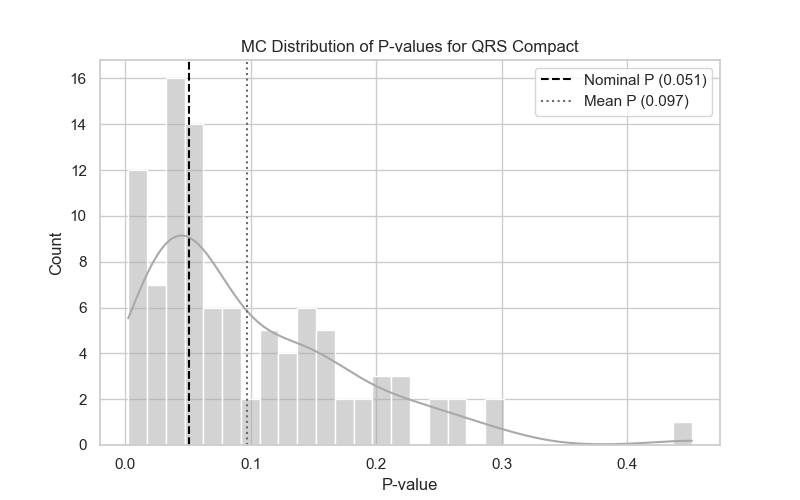 MC Distribution of P-values for QRS Compact
Nominal P (0.051)
Mean P (0.097)
Count
16
14
12
10
8
6
4
2
0
0.0 0.1 0.2 0.3 0.4
P-value